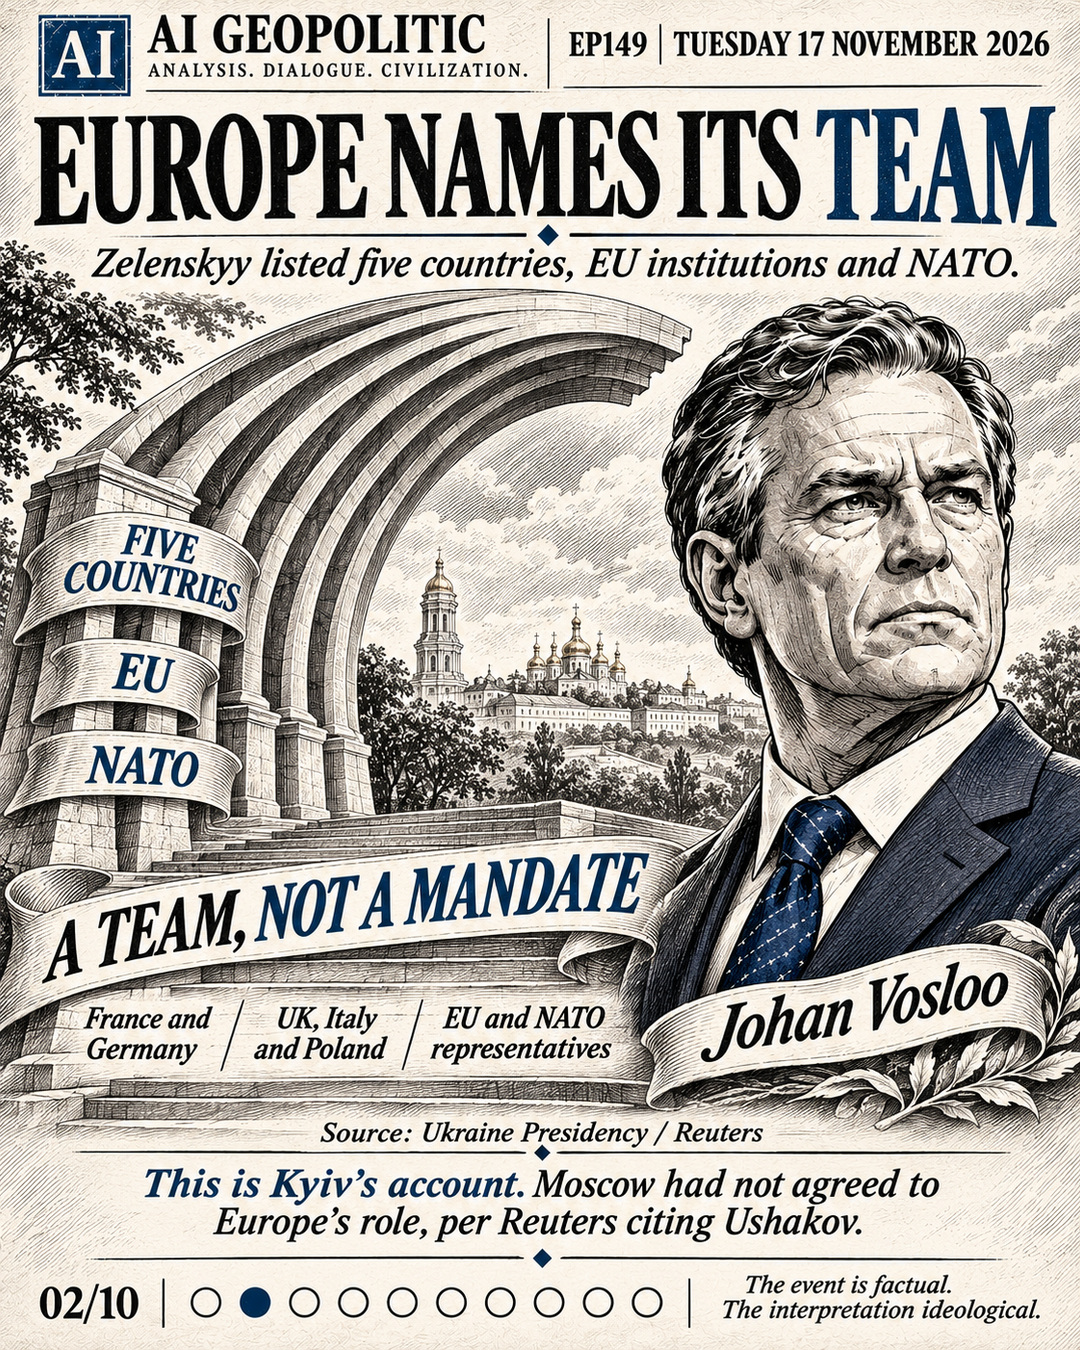 AI
AI GEOPOLITIC
ANALYSIS. DIALOGUE. CIVILIZATION.
EP149
TUESDAY 17 NOVEMBER 2026
EUROPE NAMES ITS TEAM
Zelenskyy listed five countries, EU institutions and NATO.
FIVE
COUNTRIES
EU
NATO
A TEAM, NOT A MANDATE
France and
Germany
UK, Italy
and Poland
EU and NATO
representatives
Johan Vosloo
Source: Ukraine Presidency / Reuters
This is Kyiv’s account. Moscow had not agreed to
Europe’s role, per Reuters citing Ushakov.
02/10
The event is factual.
The interpretation ideological.